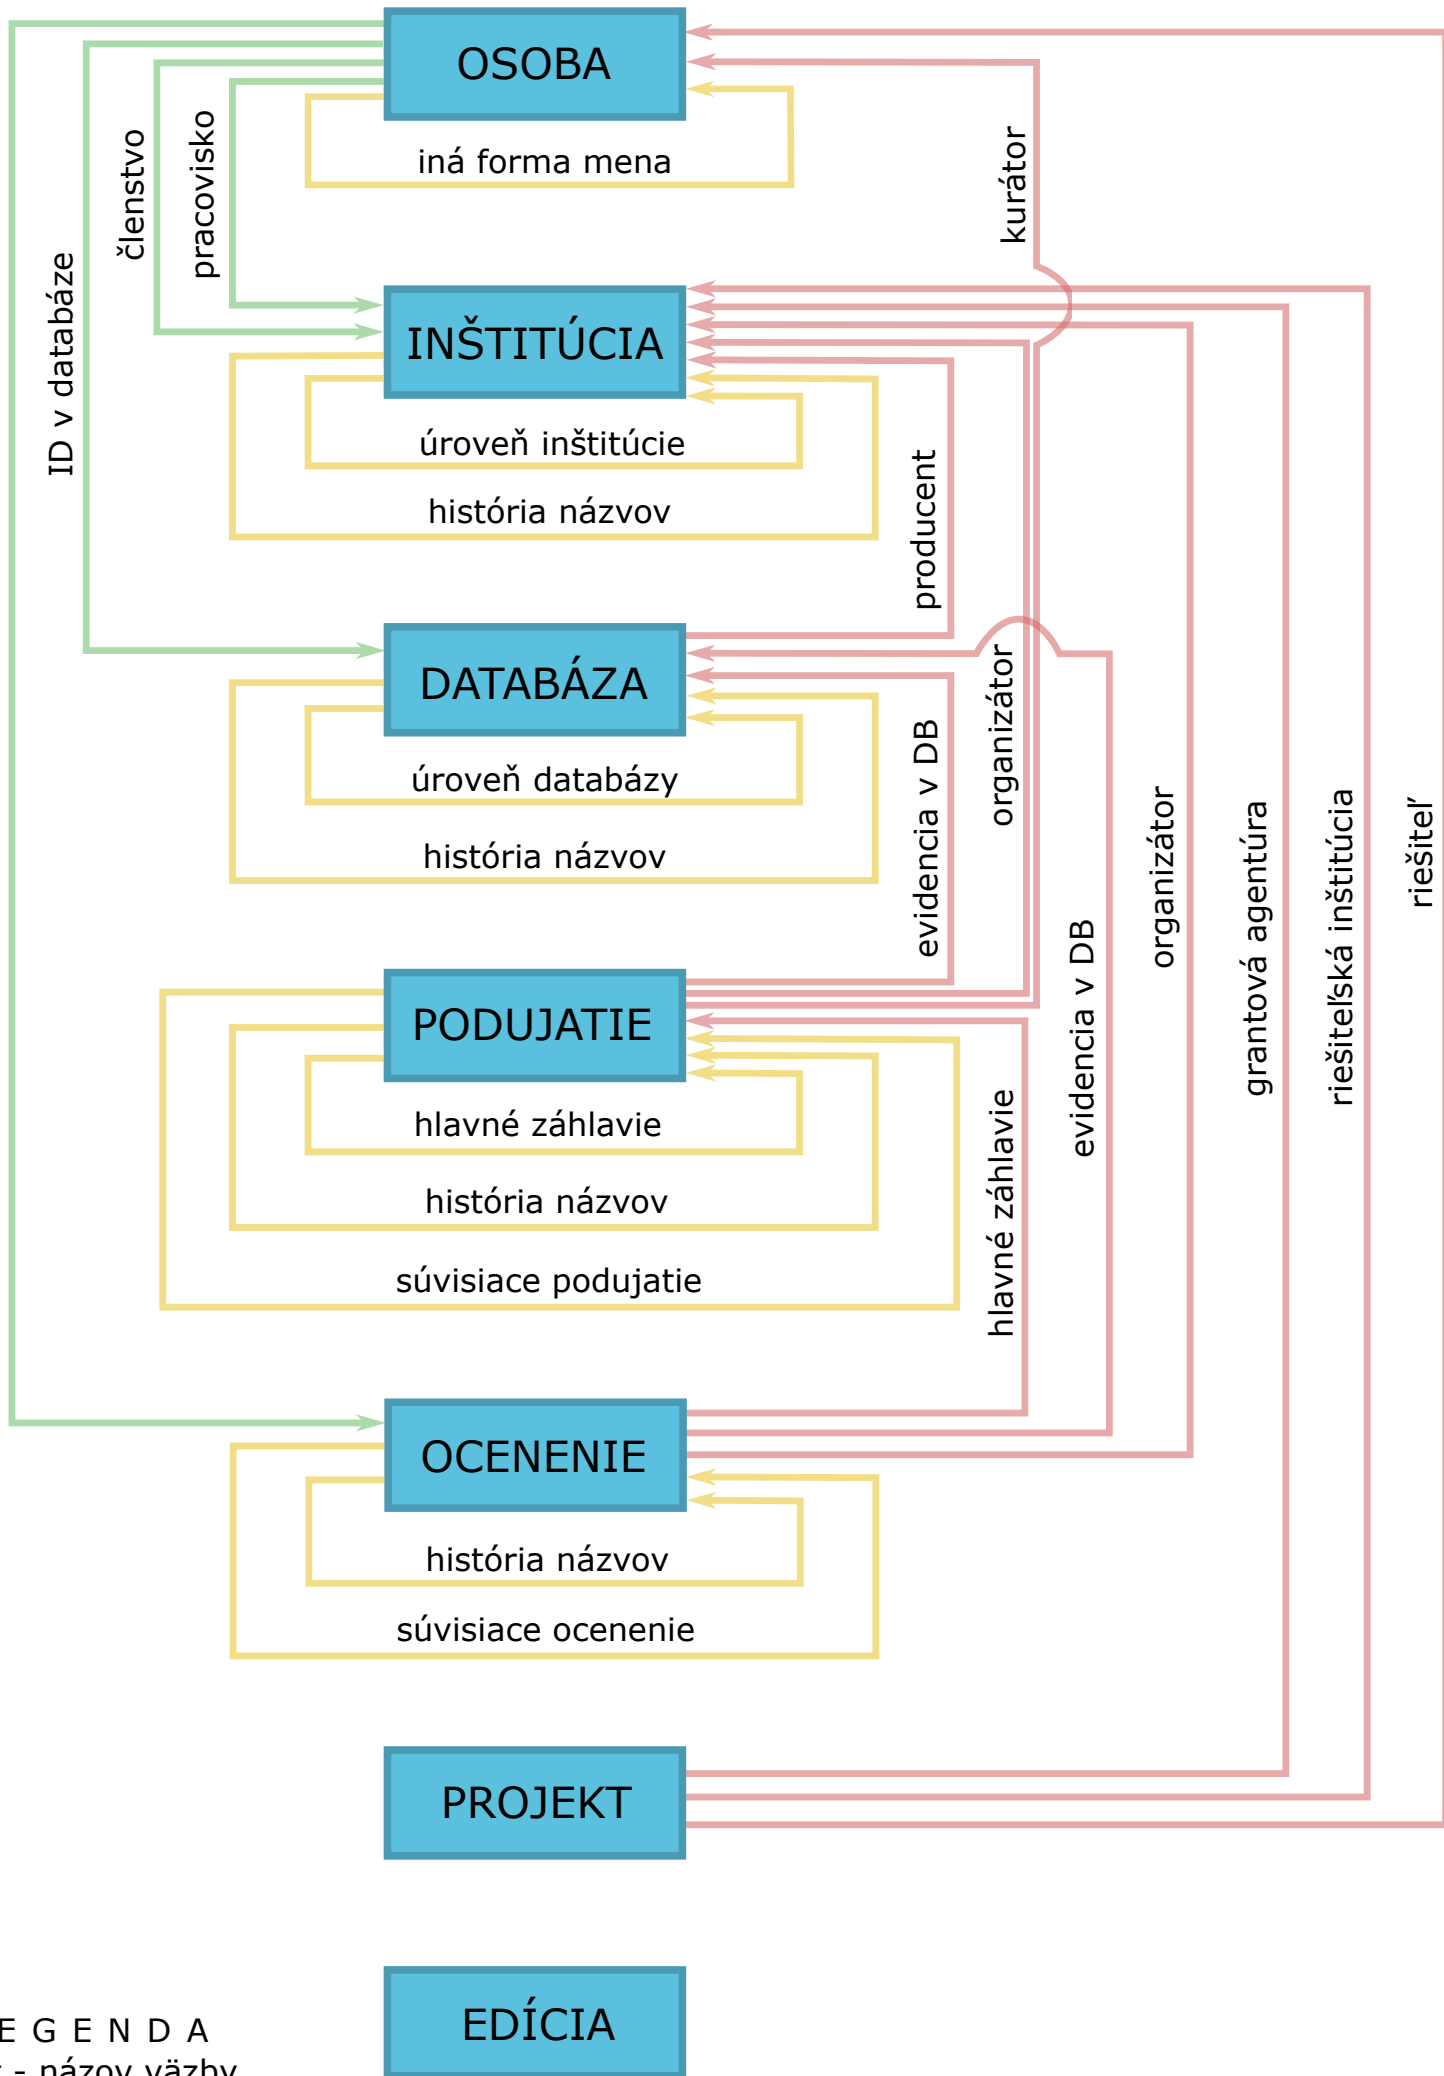 OSOBA
iná forma mena
členstvo
pracovisko
ID v databáze
kurátor
INŠTITÚCIA
úroveň inštitúcie
história názvov
producent
DATABÁZA
úroveň databázy
história názvov
evidencia v DB
organizátor
PODUJATIE
hlavné záhlavie
história názvov
súvisiace podujatie
hlavné záhlavie
evidencia v DB
organizátor
grantová agentúra
riešiteľská inštitúcia
riešiteľ
OCENENIE
história názvov
súvisiace ocenenie
PROJEKT
EDÍCIA
E G E N D A
- názov väzby